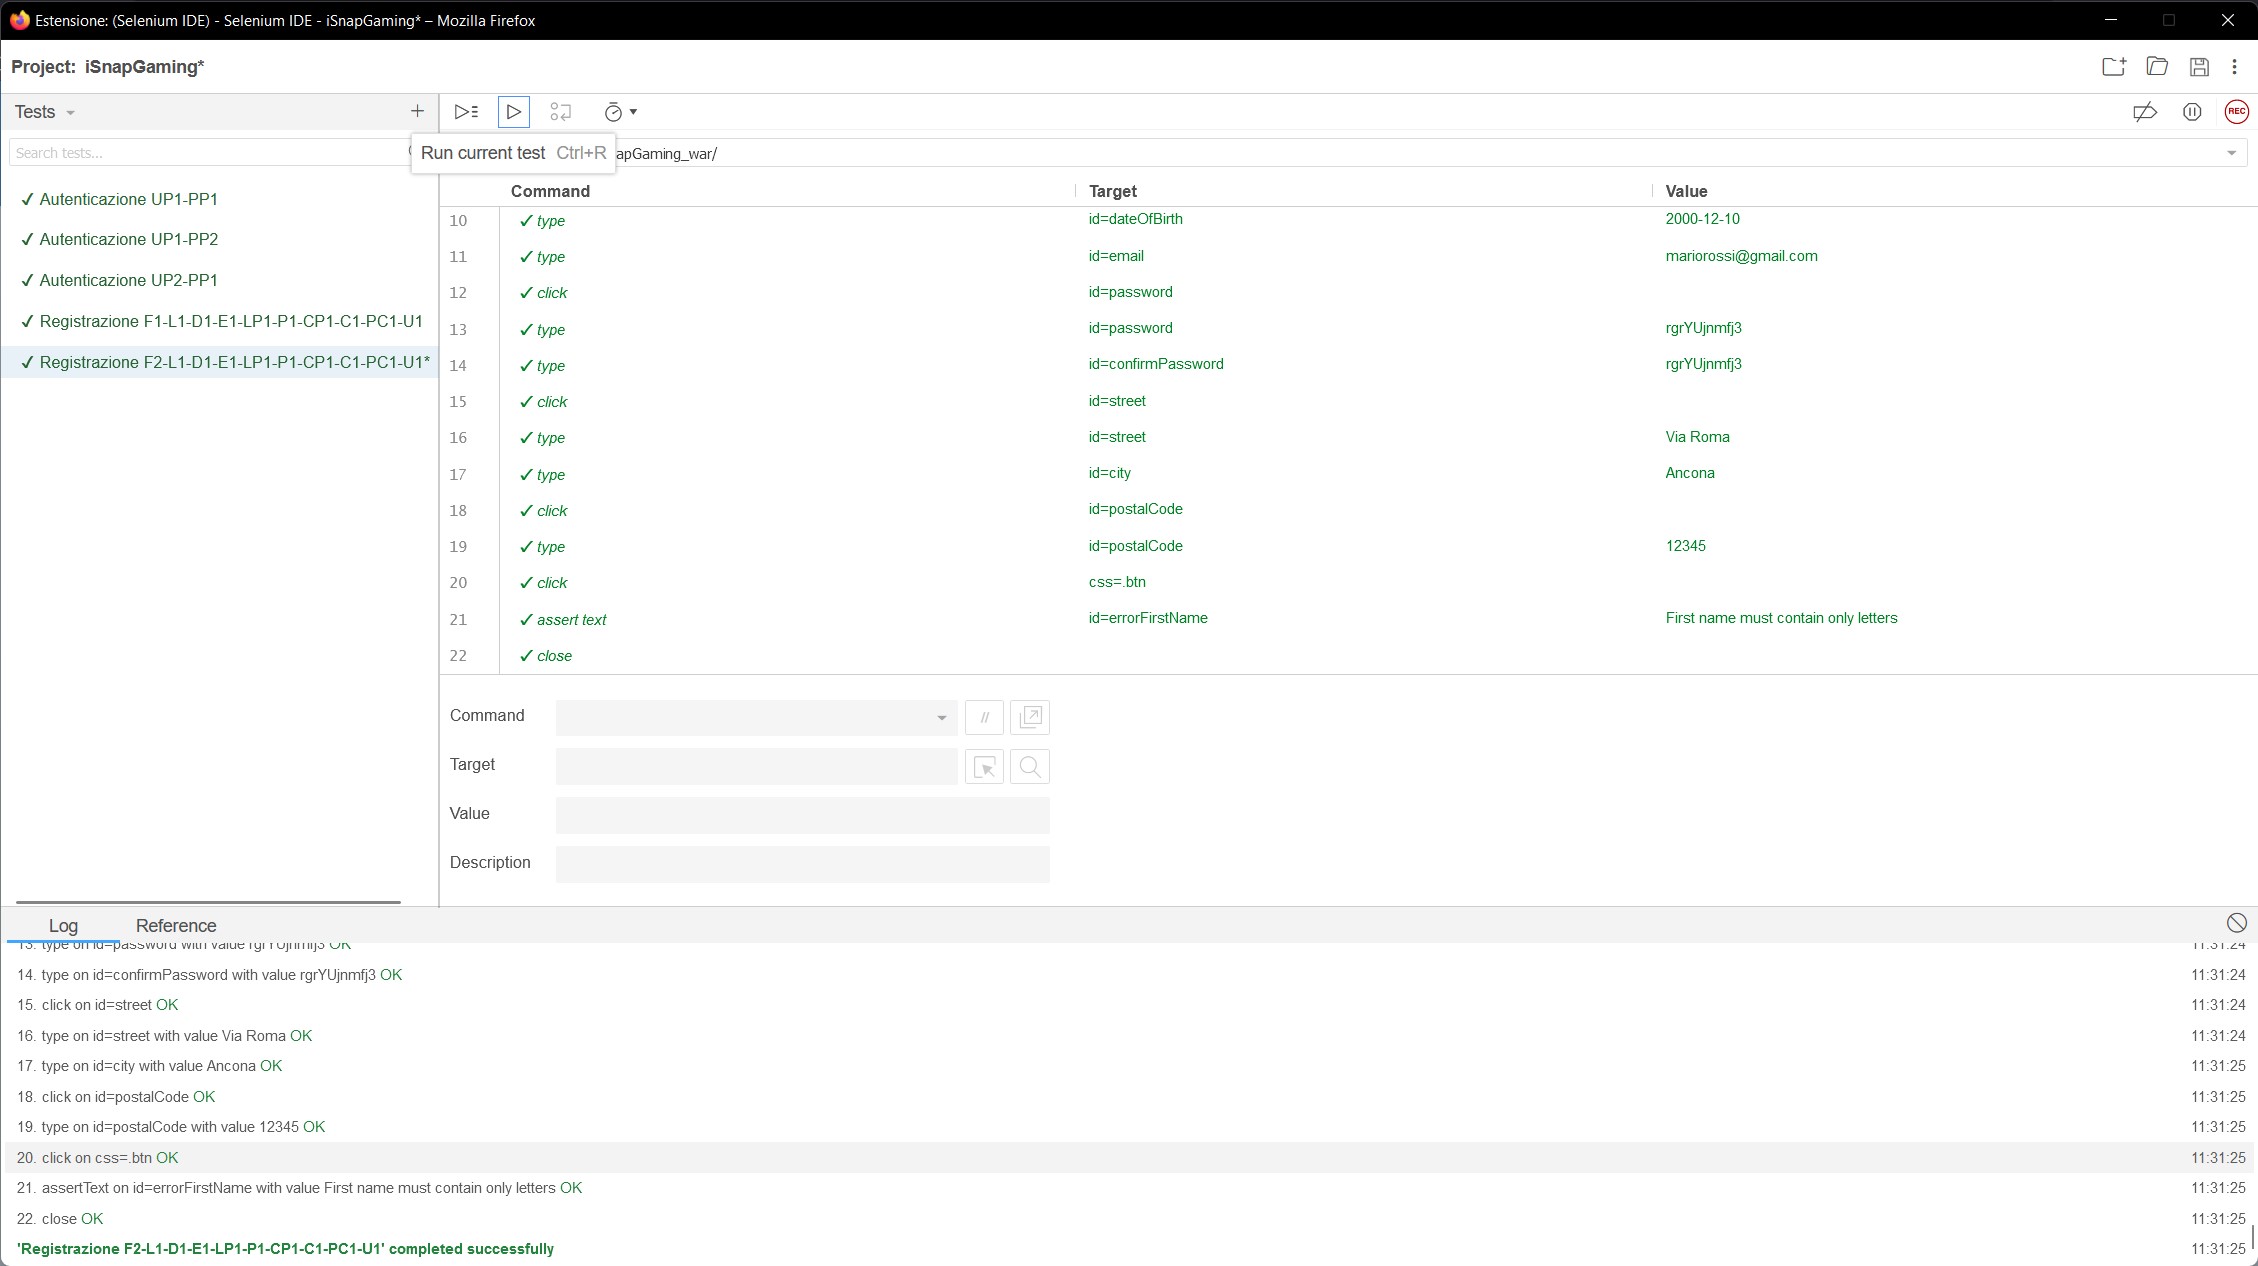 Estensione: (Selenium IDE) - Selenium IDE - iSnapGaming* – Mozilla Firefox
Project: iSnapGaming*
Tests
REC
Search tests...
Run current test Ctrl+R
apGaming_war/
Command Target Value
Autenticazione UP1-PP1
Autenticazione UP1-PP2
Autenticazione UP2-PP1
Registrazione F1-L1-D1-E1-LP1-P1-CP1-C1-PC1-U1
Registrazione F2-L1-D1-E1-LP1-P1-CP1-C1-PC1-U1*
10 ✓ type id=dateOfBirth 2000-12-10
11 ✓ type id=email mariorossi@gmail.com
12 ✓ click id=password
13 ✓ type id=password rgrYUjnmfj3
14 ✓ type id=confirmPassword rgrYUjnmfj3
15 ✓ click id=street
16 ✓ type id=street Via Roma
17 ✓ type id=city Ancona
18 ✓ click id=postalCode
19 ✓ type id=postalCode 12345
20 ✓ click css=.btn
21 ✓ assert text id=errorFirstName First name must contain only letters
22 ✓ close
Command //
Target
Value
Description
Log Reference
13. type on id=password with value rgrYUjnmfj3 OK 11:31:24
14. type on id=confirmPassword with value rgrYUjnmfj3 OK 11:31:24
15. click on id=street OK 11:31:24
16. type on id=street with value Via Roma OK 11:31:24
17. type on id=city with value Ancona OK 11:31:25
18. click on id=postalCode OK 11:31:25
19. type on id=postalCode with value 12345 OK 11:31:25
20. click on css=.btn OK 11:31:25
21. assertText on id=errorFirstName with value First name must contain only letters OK 11:31:25
22. close OK 11:31:25
'Registrazione F2-L1-D1-E1-LP1-P1-CP1-C1-PC1-U1' completed successfully 11:31:25